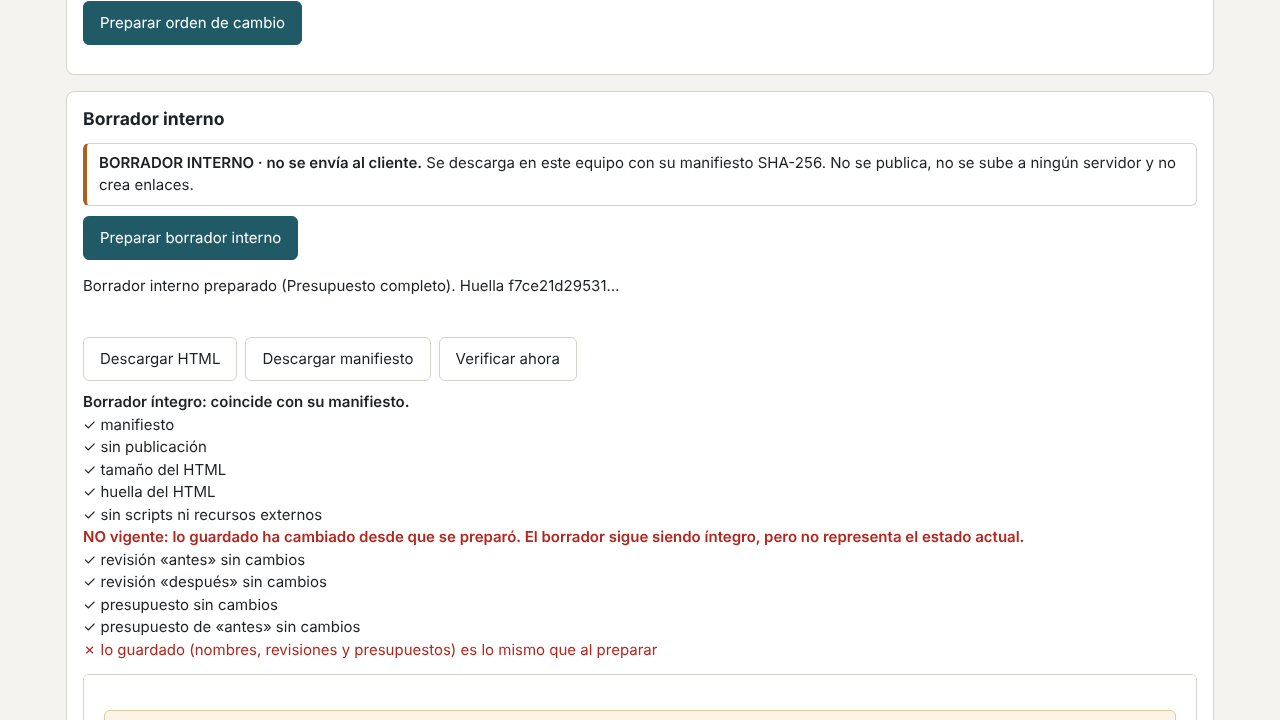 Preparar orden de cambio
Borrador interno
BORRADOR INTERNO · no se envía al cliente. Se descarga en este equipo con su manifiesto SHA-256. No se publica, no se sube a ningún servidor y no
crea enlaces.
Preparar borrador interno
Borrador interno preparado (Presupuesto completo). Huella f7ce21d29531…
Descargar HTML Descargar manifiesto Verificar ahora
Borrador íntegro: coincide con su manifiesto.
✓ manifiesto
✓ sin publicación
✓ tamaño del HTML
✓ huella del HTML
✓ sin scripts ni recursos externos
NO vigente: lo guardado ha cambiado desde que se preparó. El borrador sigue siendo íntegro, pero no representa el estado actual.
✓ revisión «antes» sin cambios
✓ revisión «después» sin cambios
✓ presupuesto sin cambios
✓ presupuesto de «antes» sin cambios
✗ lo guardado (nombres, revisiones y presupuestos) es lo mismo que al preparar